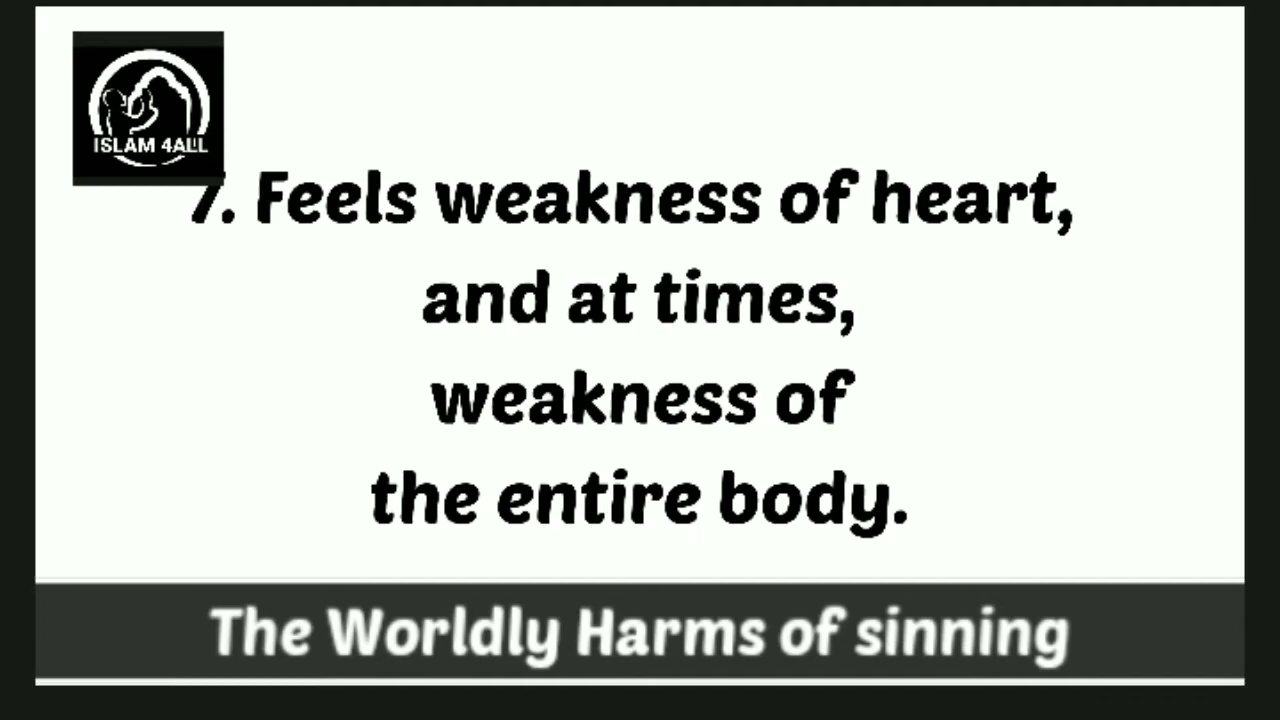 ISLAM 4ALL
7. Feels weakness of heart,
and at times,
weakness of
the entire body.
The Worldly Harms of sinning